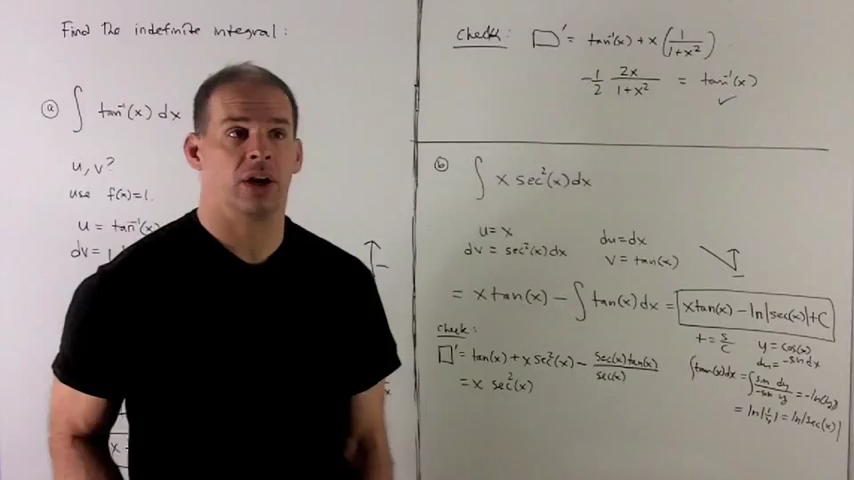 Find the indefinite integral:
ⓐ ∫ tan⁻¹(x) dx
u, v?
use f(x)=1.
u = tan⁻¹(x)
dv =
check: □' = tan⁻¹(x) + x (1/(1+x²))
-1/2 2x/(1+x²) = tan⁻¹(x) ✓
ⓑ ∫ x sec²(x) dx
u = x du = dx
dv = sec²(x) dx v = tan(x)
= x tan(x) - ∫ tan(x) dx = x tan(x) - ln|sec(x)| + C
check:
□' = tan(x) + x sec²(x) - sec(x)tan(x)/sec(x)
= x sec²(x)
t = s/c y = cos(x)
du = -sin dx
∫ tan(x) dx = ∫ sin/-sin dy/y = -ln|y|
= ln|1/y| = ln|sec(x)|